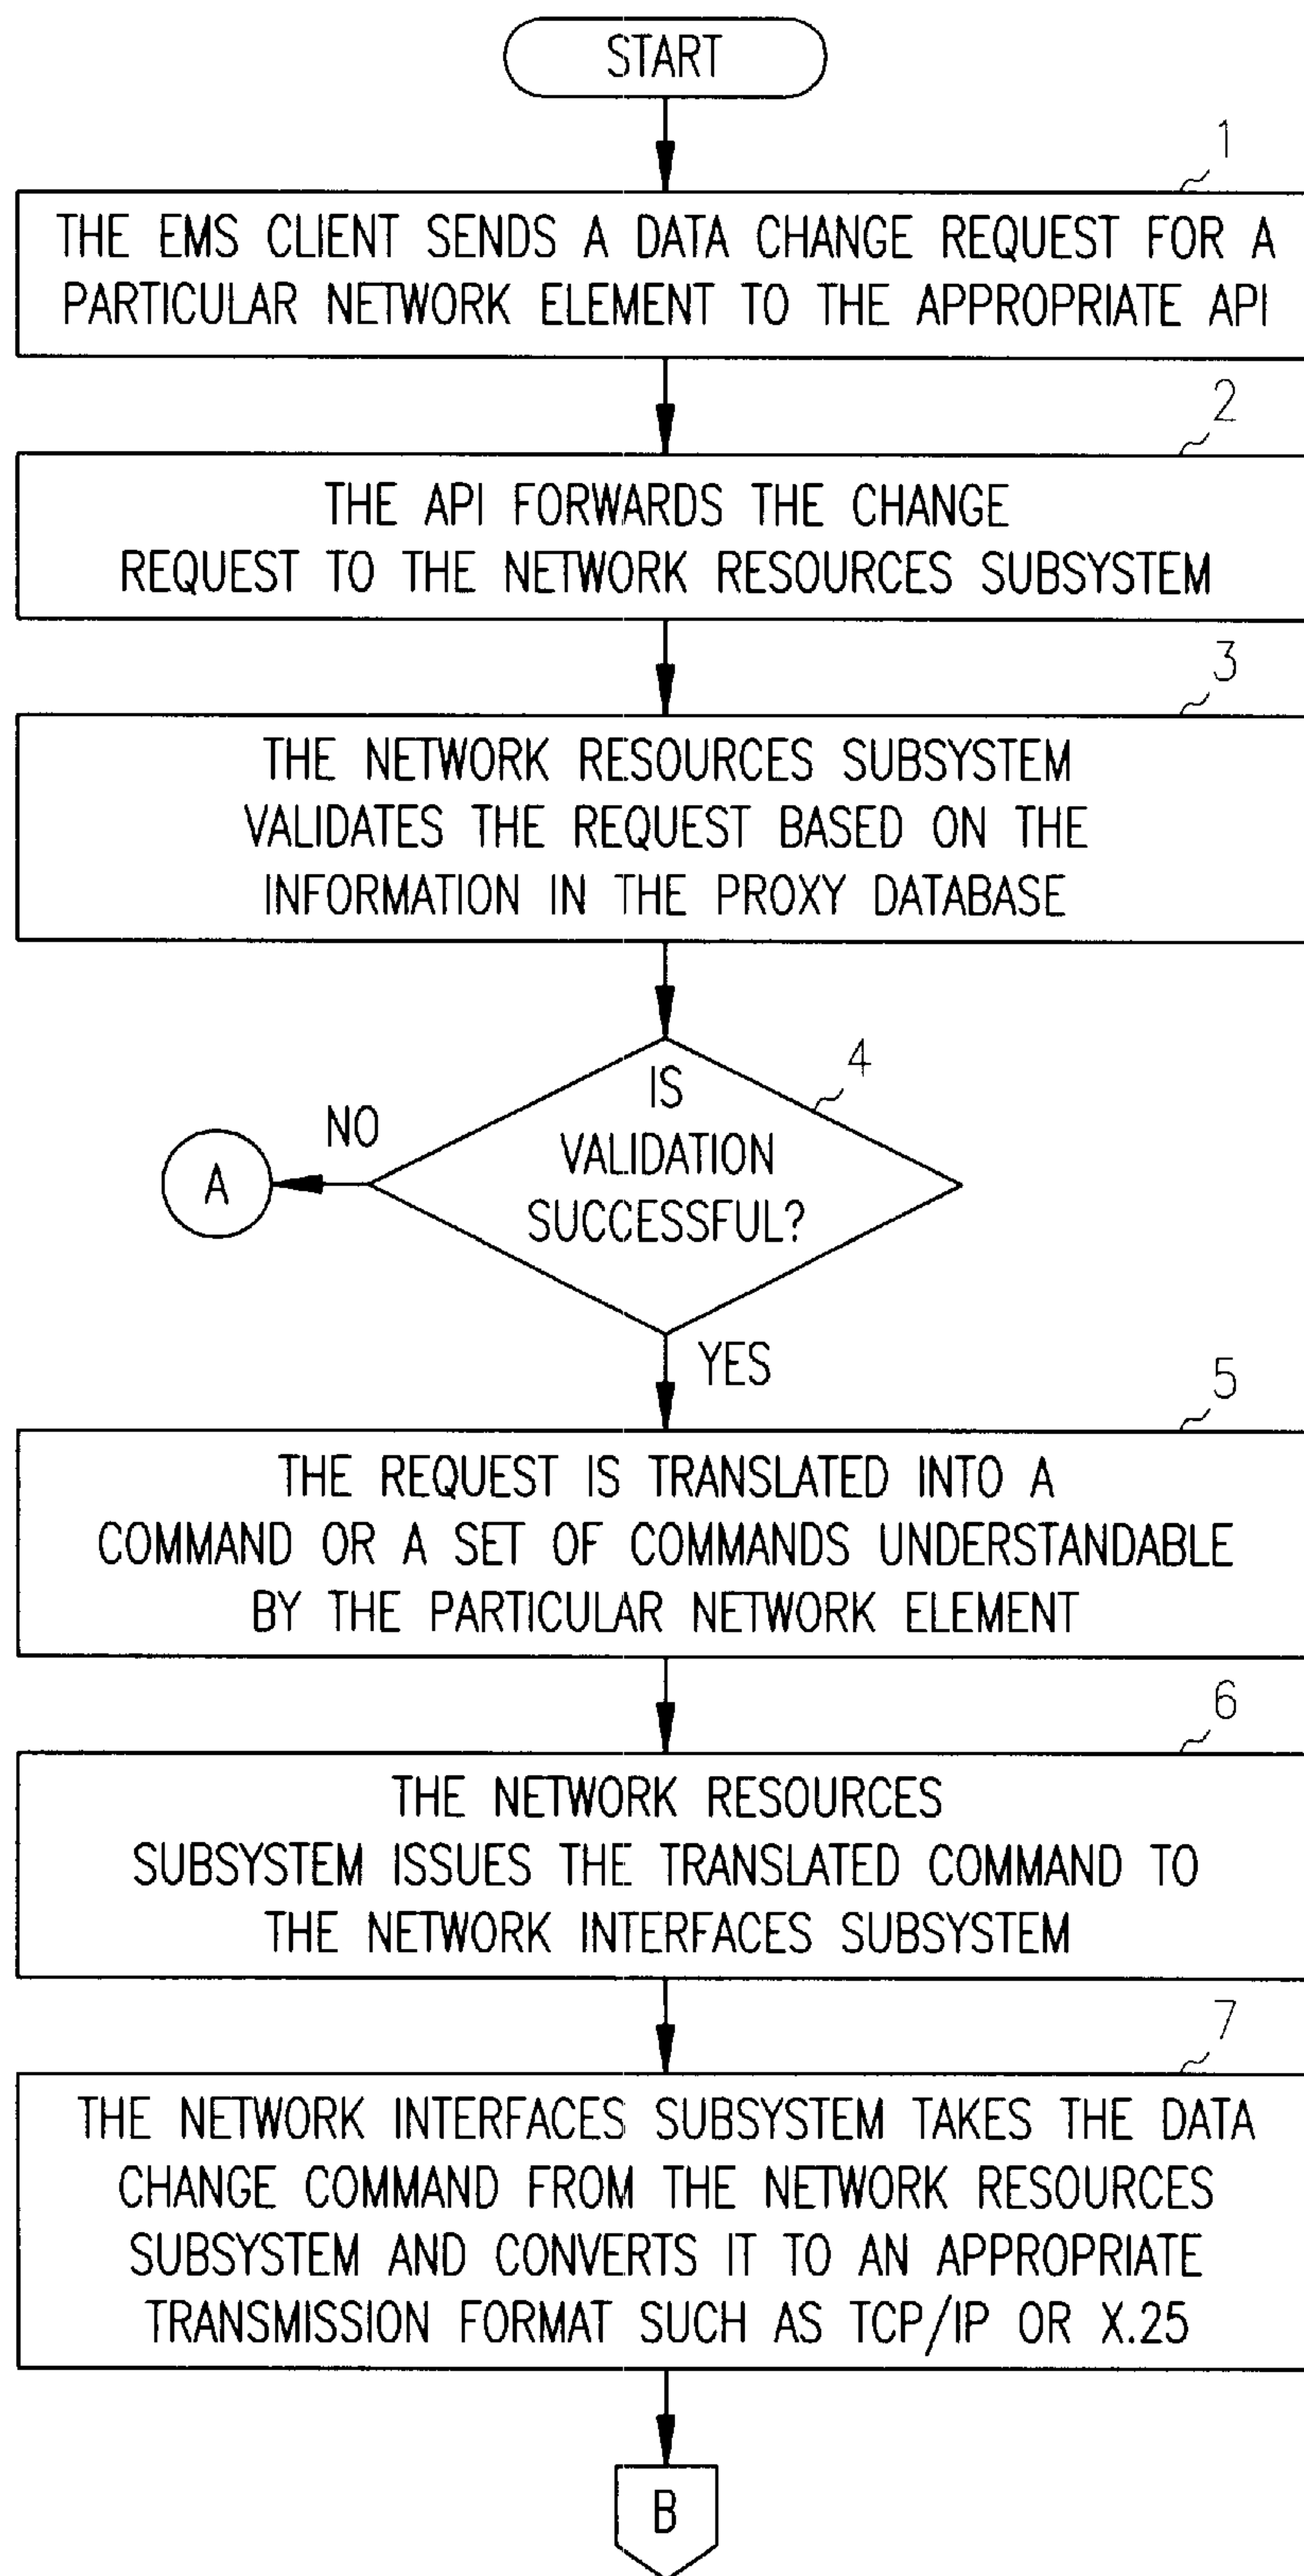 START
1
THE EMS CLIENT SENDS A DATA CHANGE REQUEST FOR A
PARTICULAR NETWORK ELEMENT TO THE APPROPRIATE API
2
THE API FORWARDS THE CHANGE
REQUEST TO THE NETWORK RESOURCES SUBSYSTEM
3
THE NETWORK RESOURCES SUBSYSTEM
VALIDATES THE REQUEST BASED ON THE
INFORMATION IN THE PROXY DATABASE
4
IS
VALIDATION
SUCCESSFUL?
NO
A
YES
5
THE REQUEST IS TRANSLATED INTO A
COMMAND OR A SET OF COMMANDS UNDERSTANDABLE
BY THE PARTICULAR NETWORK ELEMENT
6
THE NETWORK RESOURCES
SUBSYSTEM ISSUES THE TRANSLATED COMMAND TO
THE NETWORK INTERFACES SUBSYSTEM
7
THE NETWORK INTERFACES SUBSYSTEM TAKES THE DATA
CHANGE COMMAND FROM THE NETWORK RESOURCES
SUBSYSTEM AND CONVERTS IT TO AN APPROPRIATE
TRANSMISSION FORMAT SUCH AS TCP/IP OR X.25
B